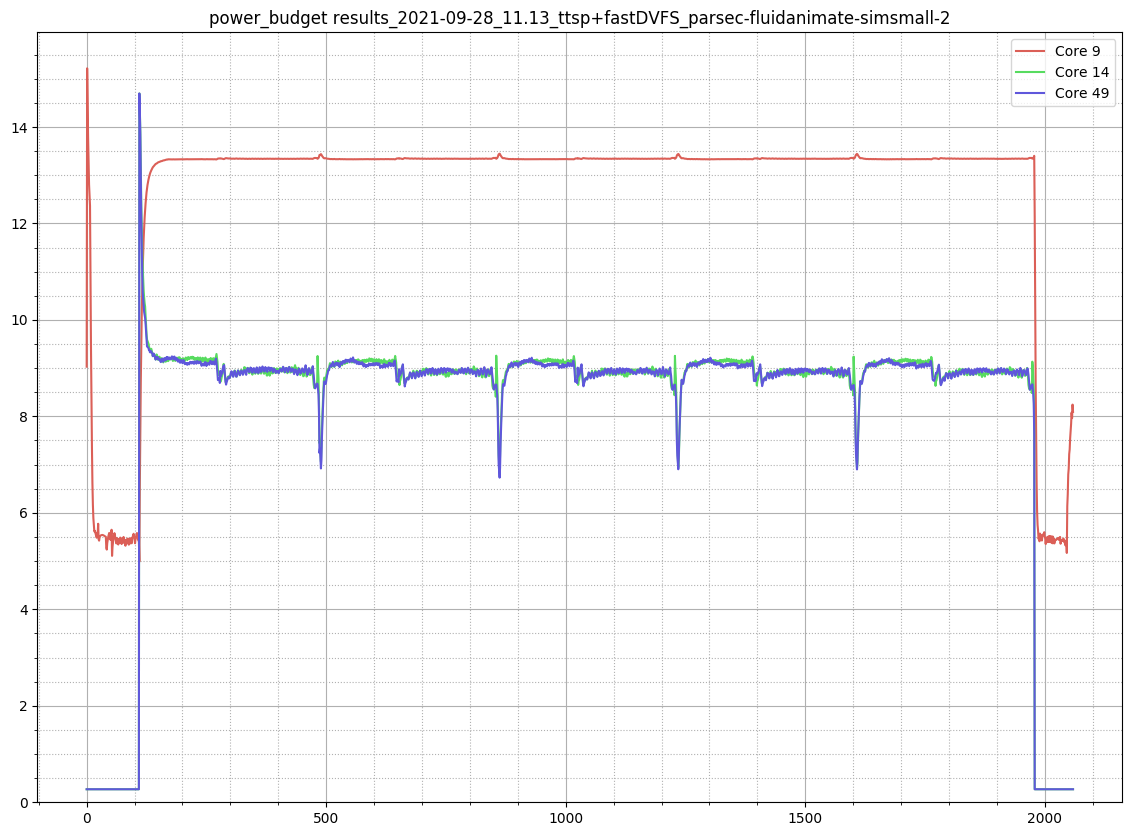 power_budget results_2021-09-28_11.13_ttsp+fastDVFS_parsec-fluidanimate-simsmall-2
Core 9
Core 14
Core 49
14
12
10
8
6
4
2
0
0 500 1000 1500 2000